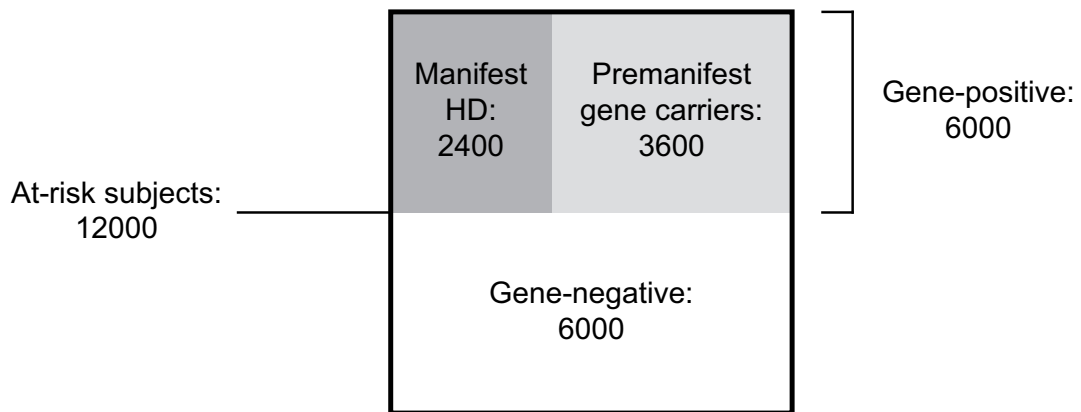 Manifest
HD:
2400
Premanifest
gene carriers:
3600
Gene-positive:
6000
At-risk subjects:
12000
Gene-negative:
6000